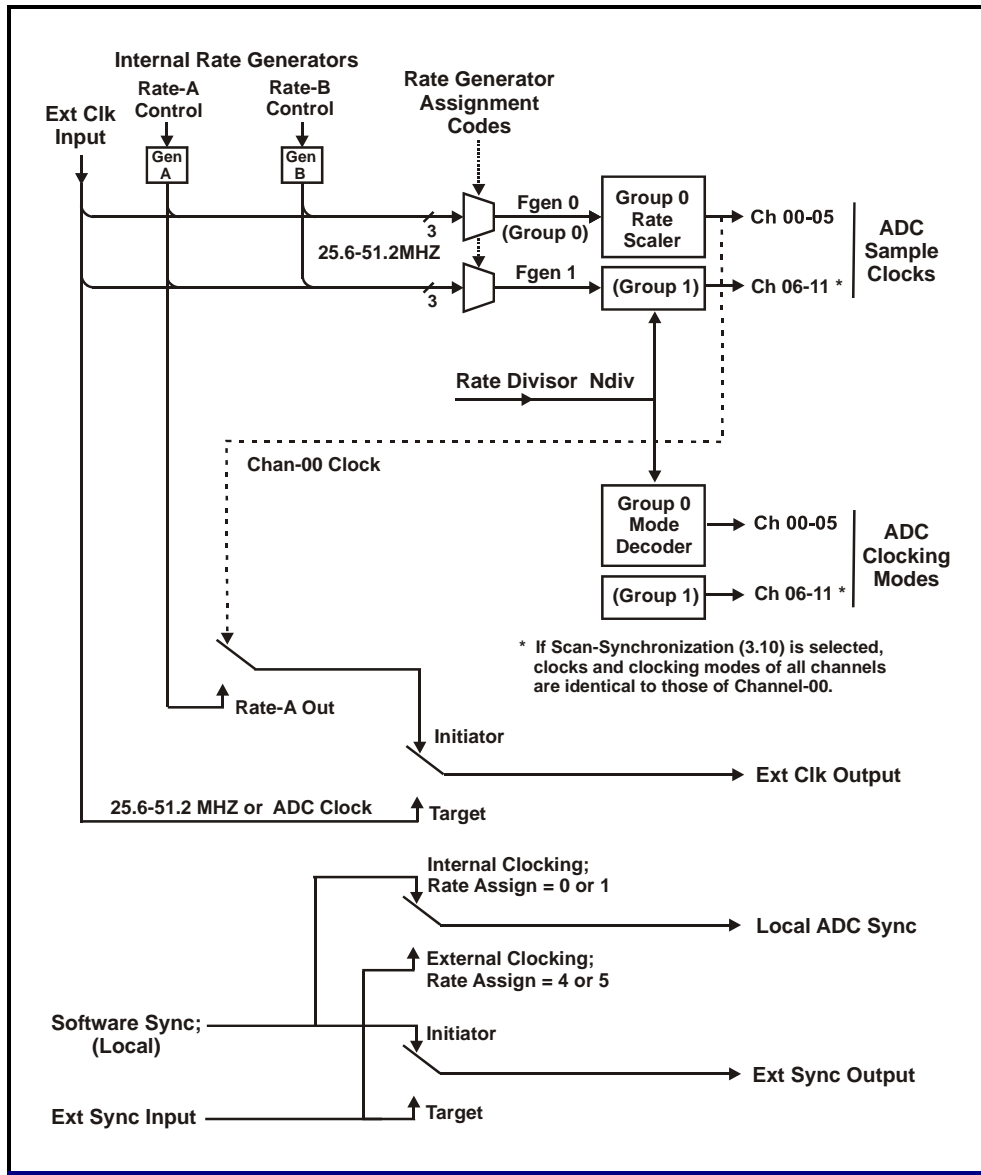 Internal Rate Generators
Rate-A
Control
Rate-B
Control
Rate Generator
Assignment
Codes
Ext Clk
Input
Gen
A
Gen
B
Fgen 0
(Group 0)
3
25.6-51.2MHZ
Fgen 1
3
Group 0
Rate
Scaler
(Group 1)
Ch 00-05
Ch 06-11 *
ADC
Sample
Clocks
Rate Divisor Ndiv
Chan-00 Clock
Group 0
Mode
Decoder
(Group 1)
Ch 00-05
Ch 06-11 *
ADC
Clocking
Modes
* If Scan-Synchronization (3.10) is selected,
clocks and clocking modes of all channels
are identical to those of Channel-00.
Rate-A Out
Initiator
Ext Clk Output
25.6-51.2 MHZ or ADC Clock
Target
Internal Clocking;
Rate Assign = 0 or 1
Local ADC Sync
External Clocking;
Rate Assign = 4 or 5
Software Sync;
(Local)
Initiator
Ext Sync Output
Ext Sync Input
Target